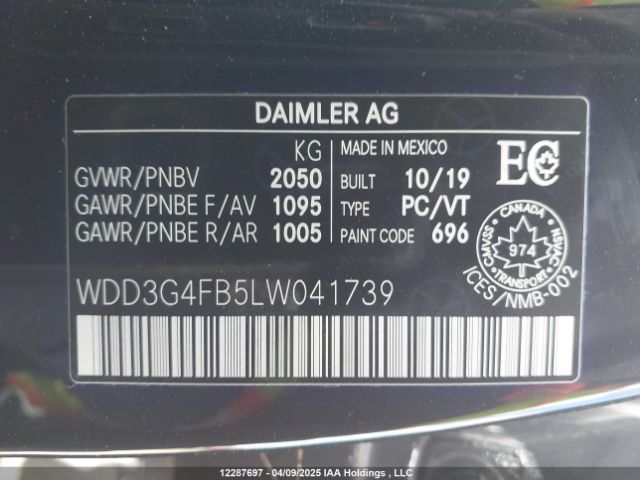 DAIMLER AG
KG
GVWR/PNBV 2050
GAWR/PNBE F/AV 1095
GAWR/PNBE R/AR 1005
MADE IN MEXICO
BUILT 10/19
TYPE PC/VT
PAINT CODE 696
EC
CANADA
CMVSS 974 NSVAC
TRANSPORT
ICES/NMB-002
WDD3G4FB5LW041739
12287697 - 04/09/2025 IAA Holdings , LLC